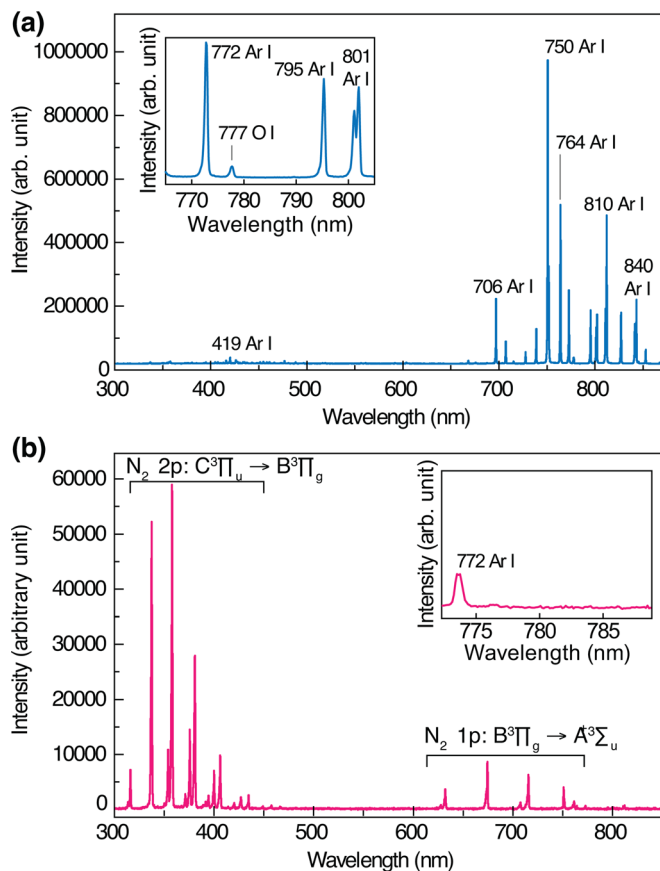 (a)
1000000
800000
600000
400000
200000
0
Intensity (arb. unit)
300 400 500 600 700 800
Wavelength (nm)
419 Ar I
706 Ar I
750 Ar I
764 Ar I
810 Ar I
840
Ar I
Intensity (arb. unit)
772 Ar I
777 O I
795 Ar I
801
Ar I
770 780 790 800
Wavelength (nm)
(b)
N₂ 2p: C³∏ᵤ → B³∏g
60000
50000
40000
30000
20000
10000
0
Intensity (arbitrary unit)
300 400 500 600 700 800
Wavelength (nm)
Intensity (arb. unit)
772 Ar I
775 780 785
Wavelength (nm)
N₂ 1p: B³∏g → A⁺³Σᵤ